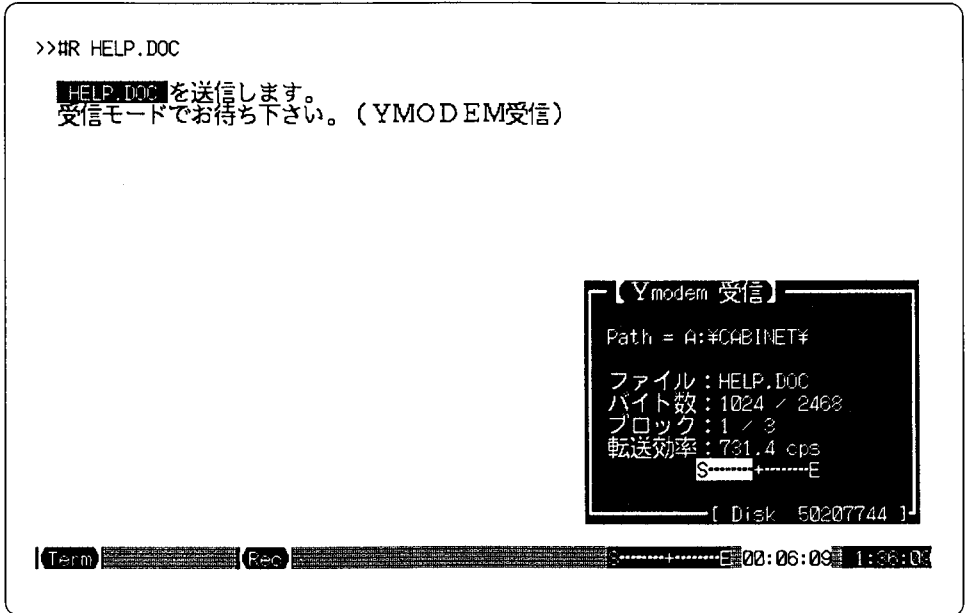 >>#R HELP.DOC
HELP.DOC を送信します。
受信モードでお待ち下さい。(YMODEM受信)
【Ymodem 受信】
Path = A:¥CABINET¥
ファイル：HELP.DOC
バイト数：1024 / 2468
ブロック：1 / 3
転送効率：731.4 cps
S-------+-------E
[ Disk 50207744 ]
(Term) (Rec) S-------+-------E 00:06:09